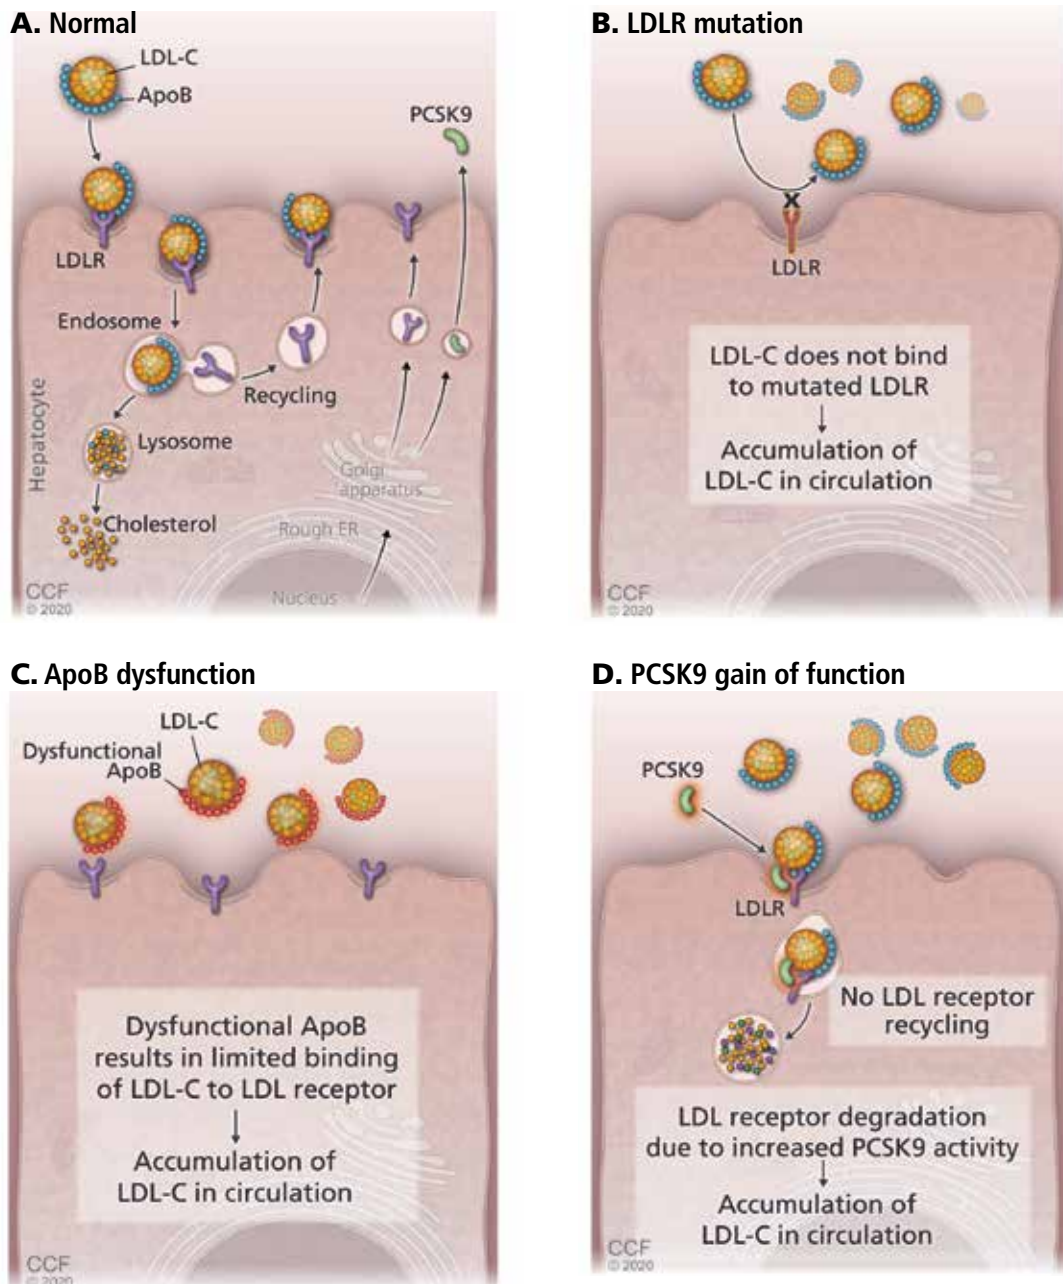 A. Normal
LDL-C
ApoB
PCSK9
LDLR
Endosome
Recycling
Hepatocyte
Lysosome
Golgi
apparatus
Cholesterol
Rough ER
Nucleus
CCF
© 2020
B. LDLR mutation
LDLR
LDL-C does not bind
to mutated LDLR
Accumulation of
LDL-C in circulation
CCF
© 2020
C. ApoB dysfunction
LDL-C
Dysfunctional
ApoB
Dysfunctional ApoB
results in limited binding
of LDL-C to LDL receptor
Accumulation of
LDL-C in circulation
CCF
© 2020
D. PCSK9 gain of function
PCSK9
LDLR
No LDL receptor
recycling
LDL receptor degradation
due to increased PCSK9 activity
Accumulation of
LDL-C in circulation
CCF
© 2020